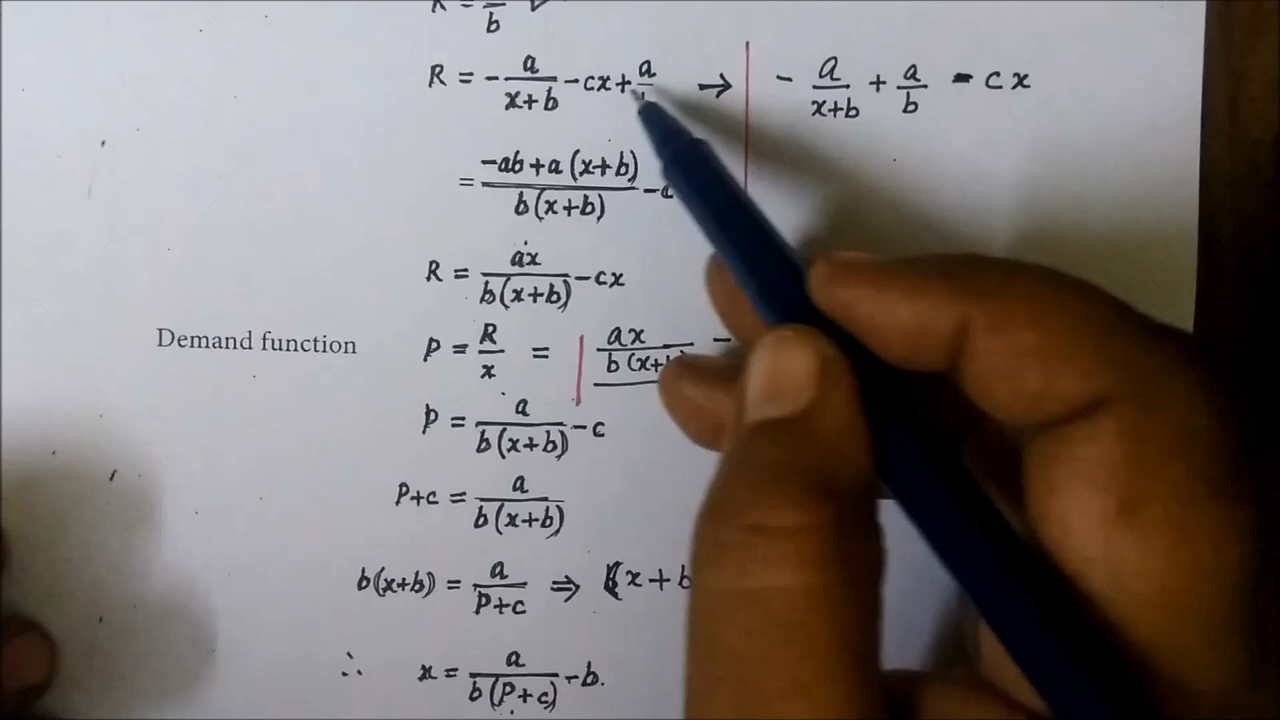 b
R = -a/(x+b) - cx + a → - a/(x+b) + a/b - cx
= (-ab + a(x+b))/(b(x+b)) -
R = ax/(b(x+b)) - cx
Demand function P = R/x = ax/(b(x+ -
P = a/(b(x+b)) - c
P+c = a/(b(x+b))
b(x+b) = a/(P+c) ⇒ (x+b
∴ x = a/(b(P+c)) - b.